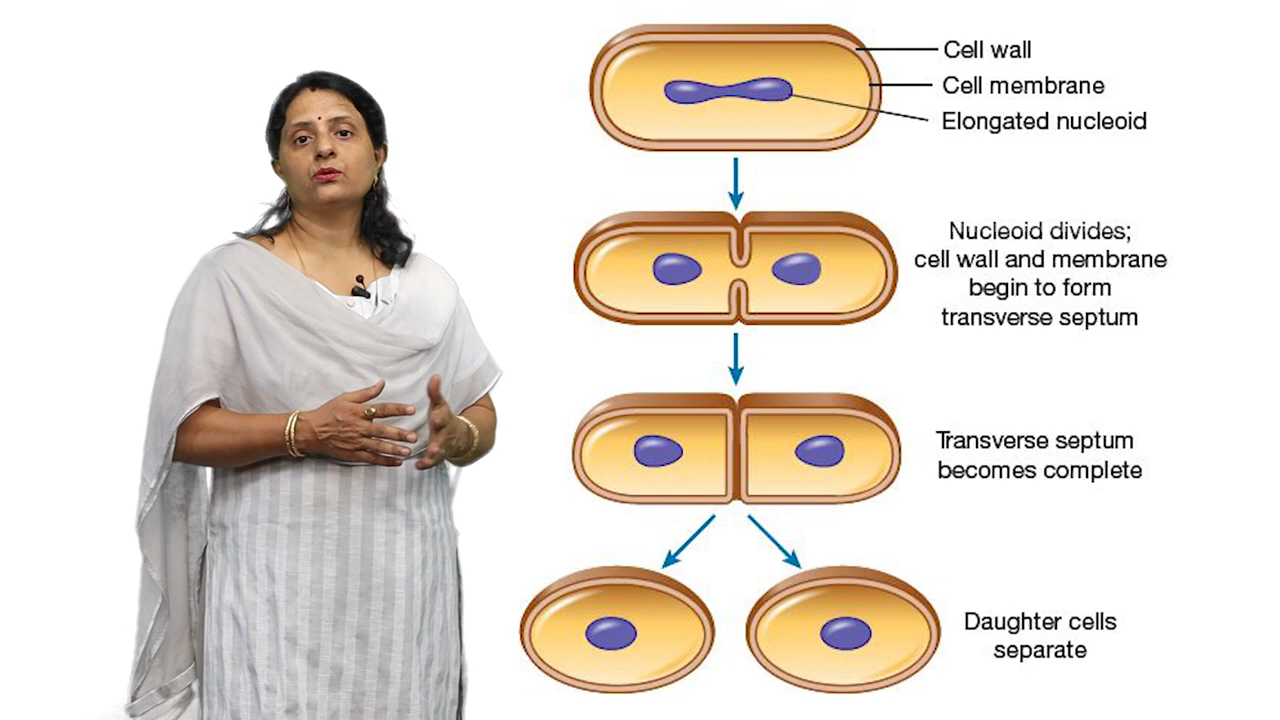 Cell wall
Cell membrane
Elongated nucleoid
Nucleoid divides;
cell wall and membrane
begin to form
transverse septum
Transverse septum
becomes complete
Daughter cells
separate